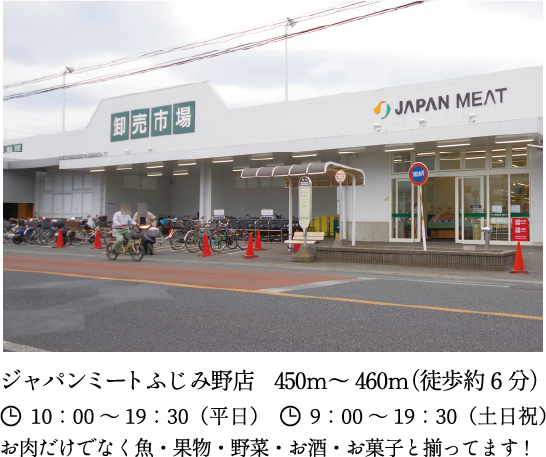 卸売市場
JAPAN MEAT
ジャパンミートふじみ野店　450m〜460m(徒歩約6分)
10：00〜19：30（平日）　9：00〜19：30（土日祝）
お肉だけでなく魚・果物・野菜・お酒・お菓子と揃ってます！